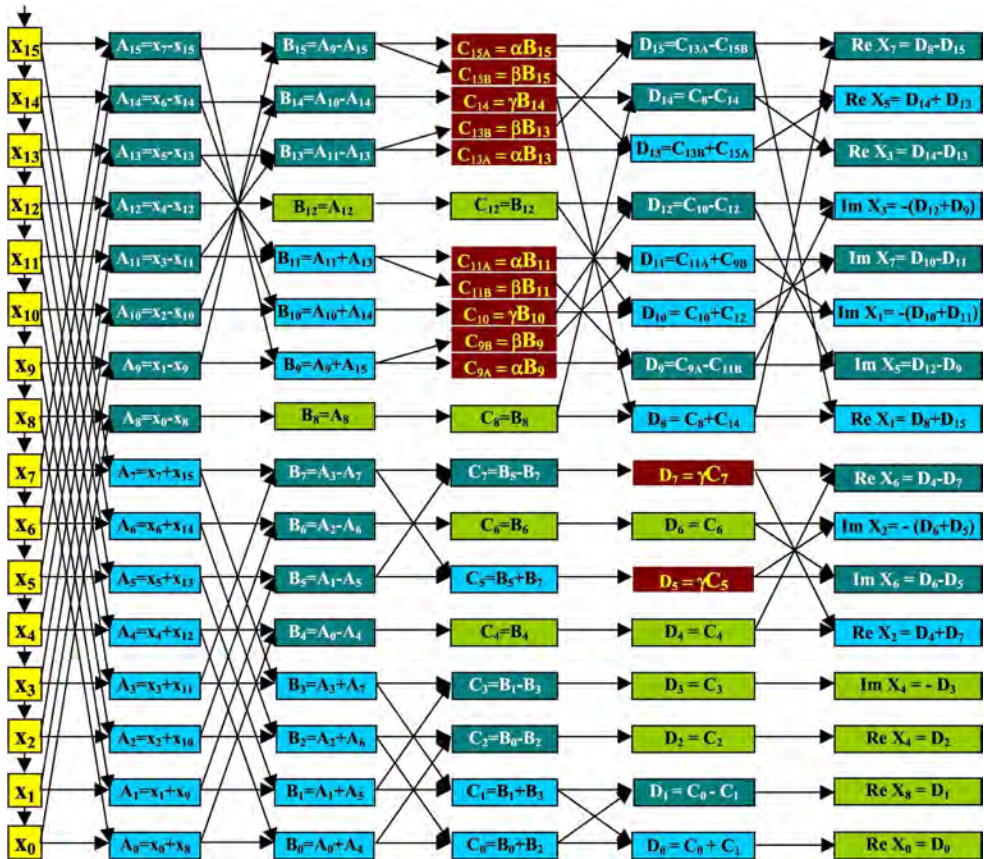 x₁₅ A₁₅=x₇-x₁₅ B₁₅=A₉-A₁₅ C₁₅ₐ = αB₁₅ D₁₅=C₁₃ₐ-C₁₅B Re X₇ = D₈-D₁₅
C₁₅B = βB₁₅
x₁₄ A₁₄=x₆-x₁₄ B₁₄=A₁₀-A₁₄ C₁₄ = γB₁₄ D₁₄= C₈-C₁₄ Re X₅= D₁₄+ D₁₃
C₁₃B = βB₁₃
x₁₃ A₁₃=x₅-x₁₃ B₁₃=A₁₁-A₁₃ C₁₃ₐ = αB₁₃ D₁₃=C₁₃B+C₁₅ₐ Re X₃ = D₁₄-D₁₃
x₁₂ A₁₂=x₄-x₁₂ B₁₂=A₁₂ C₁₂=B₁₂ D₁₂=C₁₀-C₁₂ Im X₃= -(D₁₂+D₉)
x₁₁ A₁₁=x₃-x₁₁ B₁₁=A₁₁+A₁₃ C₁₁ₐ = αB₁₁ D₁₁=C₁₁ₐ+C₉B Im X₇= D₁₀-D₁₁
C₁₁B = βB₁₁
x₁₀ A₁₀=x₂-x₁₀ B₁₀=A₁₀+A₁₄ C₁₀ = γB₁₀ D₁₀= C₁₀+C₁₂ Im X₁= -(D₁₀+D₁₁)
C₉B = βB₉
x₉ A₉=x₁-x₉ B₉=A₉+A₁₅ C₉ₐ = αB₉ D₉=C₉ₐ-C₁₁B Im X₅=D₁₂-D₉
x₈ A₈=x₀-x₈ B₈=A₈ C₈=B₈ D₈ = C₈+C₁₄ Re X₁= D₈+D₁₅
x₇ A₇=x₇+x₁₅ B₇=A₃-A₇ C₇=B₅-B₇ D₇ = γC₇ Re X₆ = D₄-D₇
x₆ A₆=x₆+x₁₄ B₆=A₂-A₆ C₆=B₆ D₆ = C₆ Im X₂= - (D₆+D₅)
x₅ A₅=x₅+x₁₃ B₅=A₁-A₅ C₅=B₅+B₇ D₅ = γC₅ Im X₆ = D₆-D₅
x₄ A₄=x₄+x₁₂ B₄=A₀-A₄ C₄=B₄ D₄ = C₄ Re X₂ = D₄+D₇
x₃ A₃=x₃+x₁₁ B₃=A₃+A₇ C₃=B₁-B₃ D₃ = C₃ Im X₄ = - D₃
x₂ A₂=x₂+x₁₀ B₂=A₂+A₆ C₂=B₀-B₂ D₂ = C₂ Re X₄ = D₂
x₁ A₁=x₁+x₉ B₁=A₁+A₅ C₁=B₁+B₃ D₁ = C₀ - C₁ Re X₈ = D₁
x₀ A₀=x₀+x₈ B₀=A₀+A₄ C₀=B₀+B₂ D₀ = C₀ + C₁ Re X₀ = D₀